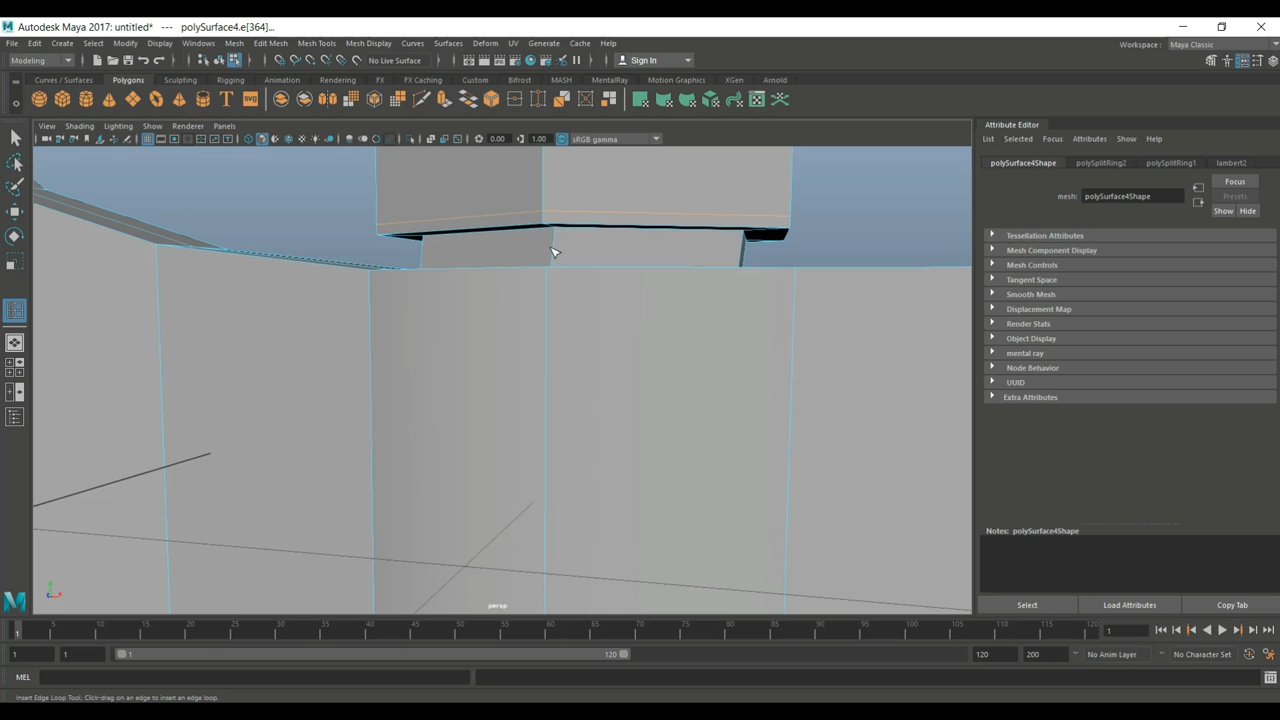 Autodesk Maya 2017: untitled* --- polySurface4.e[364]...
File Edit Create Select Modify Display Windows Mesh Edit Mesh Mesh Tools Mesh Display Curves Surfaces Deform UV Generate Cache Help
Workspace : Maya Classic
Modeling No Live Surface Sign In
Curves / Surfaces Polygons Sculpting Rigging Animation Rendering FX FX Caching Custom Bifrost MASH MentalRay Motion Graphics XGen Arnold
View Shading Lighting Show Renderer Panels
0.00 1.00 sRGB gamma
Attribute Editor
List Selected Focus Attributes Show Help
polySurface4Shape polySplitRing2 polySplitRing1 lambert2
Focus
mesh: polySurface4Shape
Presets
Show Hide
Tessellation Attributes
Mesh Component Display
Mesh Controls
Tangent Space
Smooth Mesh
Displacement Map
Render Stats
Object Display
mental ray
Node Behavior
UUID
Extra Attributes
Notes: polySurface4Shape
Select Load Attributes Copy Tab
persp
1 5 10 15 20 25 30 35 40 45 50 55 60 65 70 75 80 85 90 95 100 105 110 115 120 1
1 1 1 120 120 200 No Anim Layer No Character Set
MEL
Insert Edge Loop Tool: Click-drag on an edge to insert an edge loop.